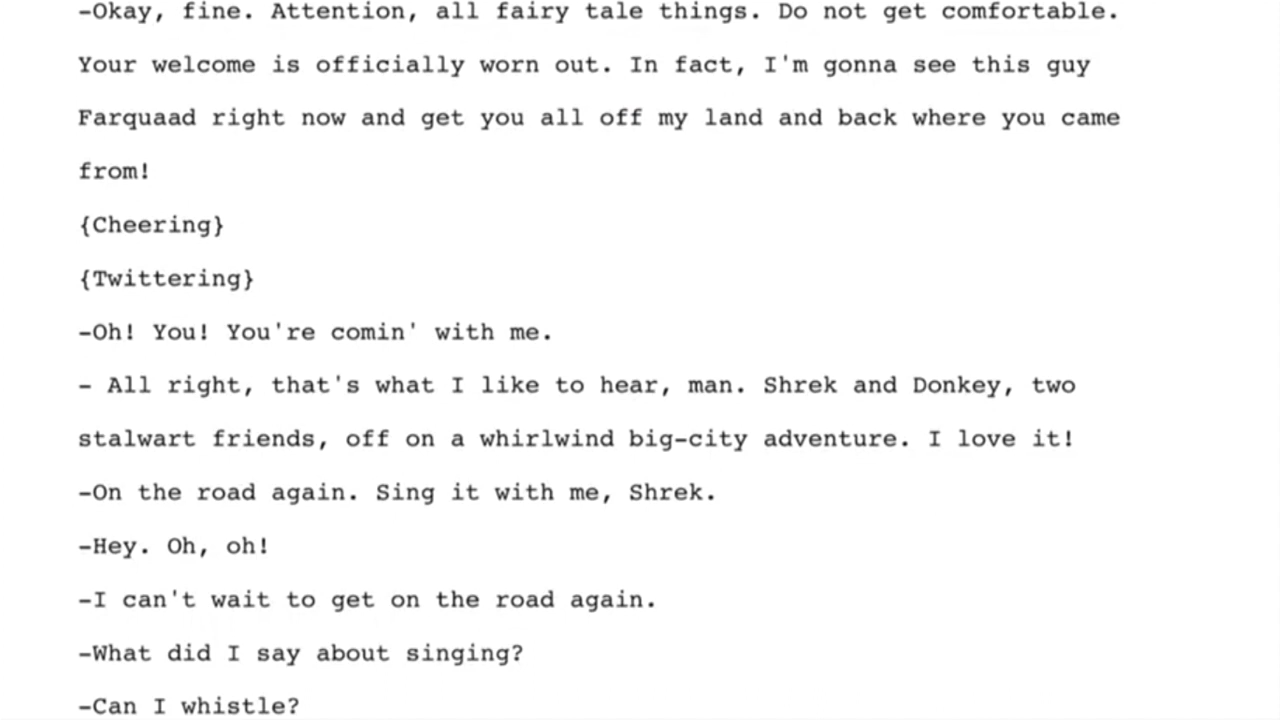 -Okay, fine. Attention, all fairy tale things. Do not get comfortable.
Your welcome is officially worn out. In fact, I'm gonna see this guy
Farquaad right now and get you all off my land and back where you came
from!
{Cheering}
{Twittering}
-Oh! You! You're comin' with me.
- All right, that's what I like to hear, man. Shrek and Donkey, two
stalwart friends, off on a whirlwind big-city adventure. I love it!
-On the road again. Sing it with me, Shrek.
-Hey. Oh, oh!
-I can't wait to get on the road again.
-What did I say about singing?
-Can I whistle?